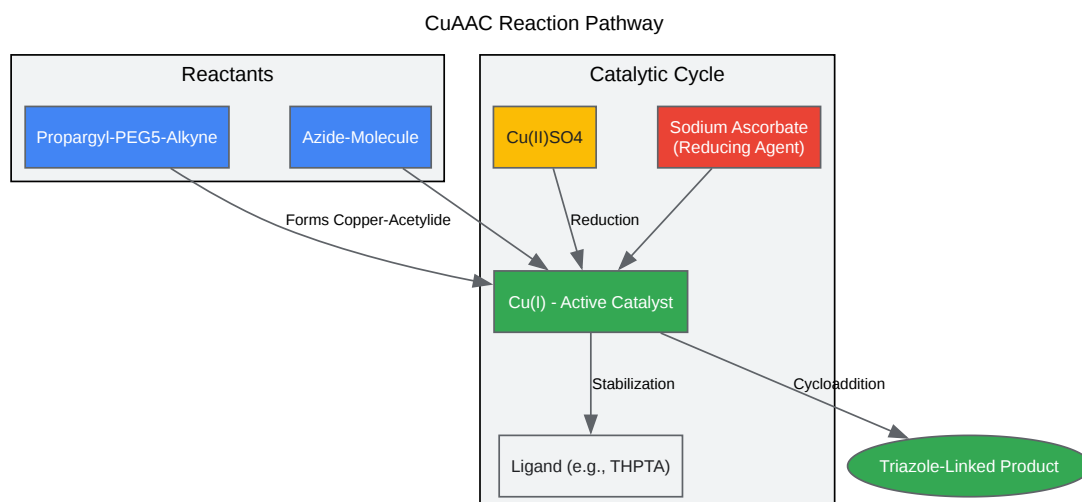 CuAAC Reaction Pathway
Reactants
Catalytic Cycle
Propargyl-PEG5-Alkyne
Azide-Molecule
Cu(II)SO4
Sodium Ascorbate
(Reducing Agent)
Forms Copper-Acetylide
Reduction
Cu(I) - Active Catalyst
Stabilization
Cycloaddition
Ligand (e.g., THPTA)
Triazole-Linked Product